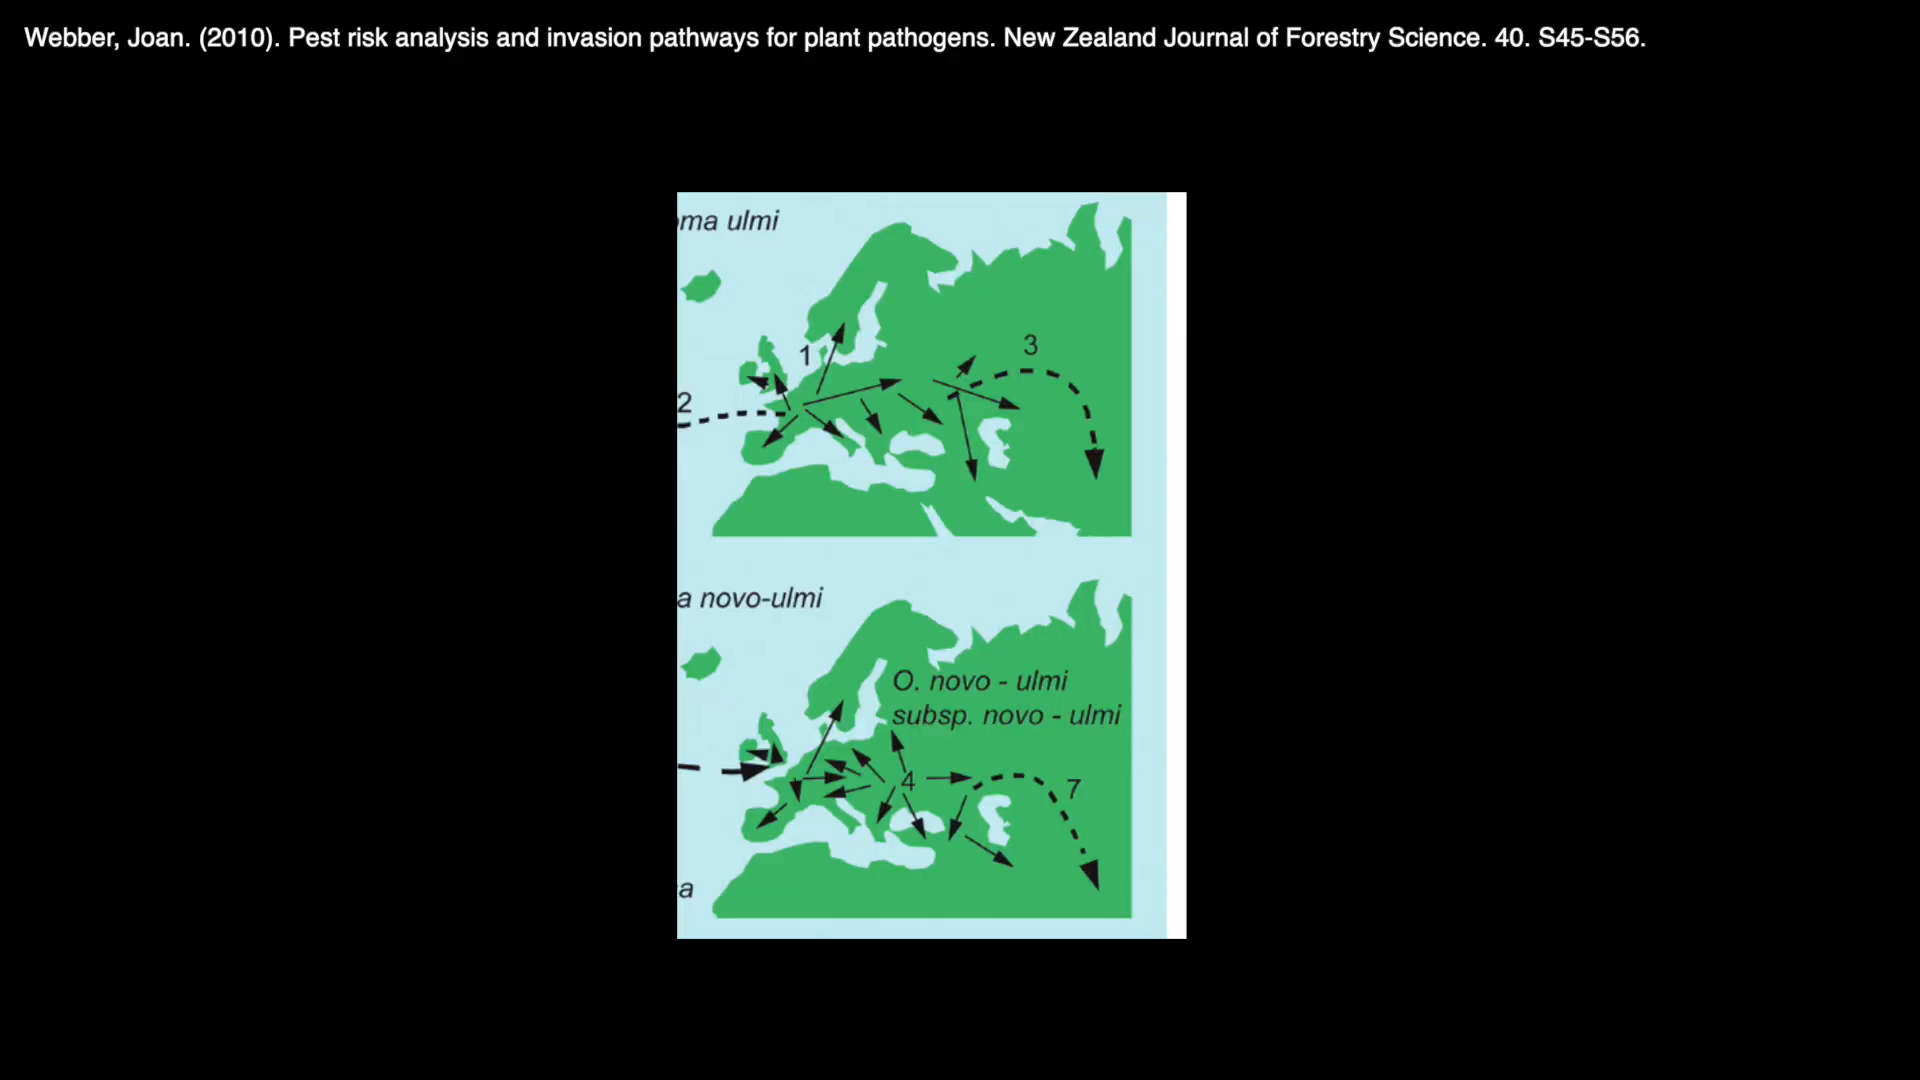 Webber, Joan. (2010). Pest risk analysis and invasion pathways for plant pathogens. New Zealand Journal of Forestry Science. 40. S45-S56.
ma ulmi
1
3
2
a novo-ulmi
O. novo - ulmi
subsp. novo - ulmi
4
7
a